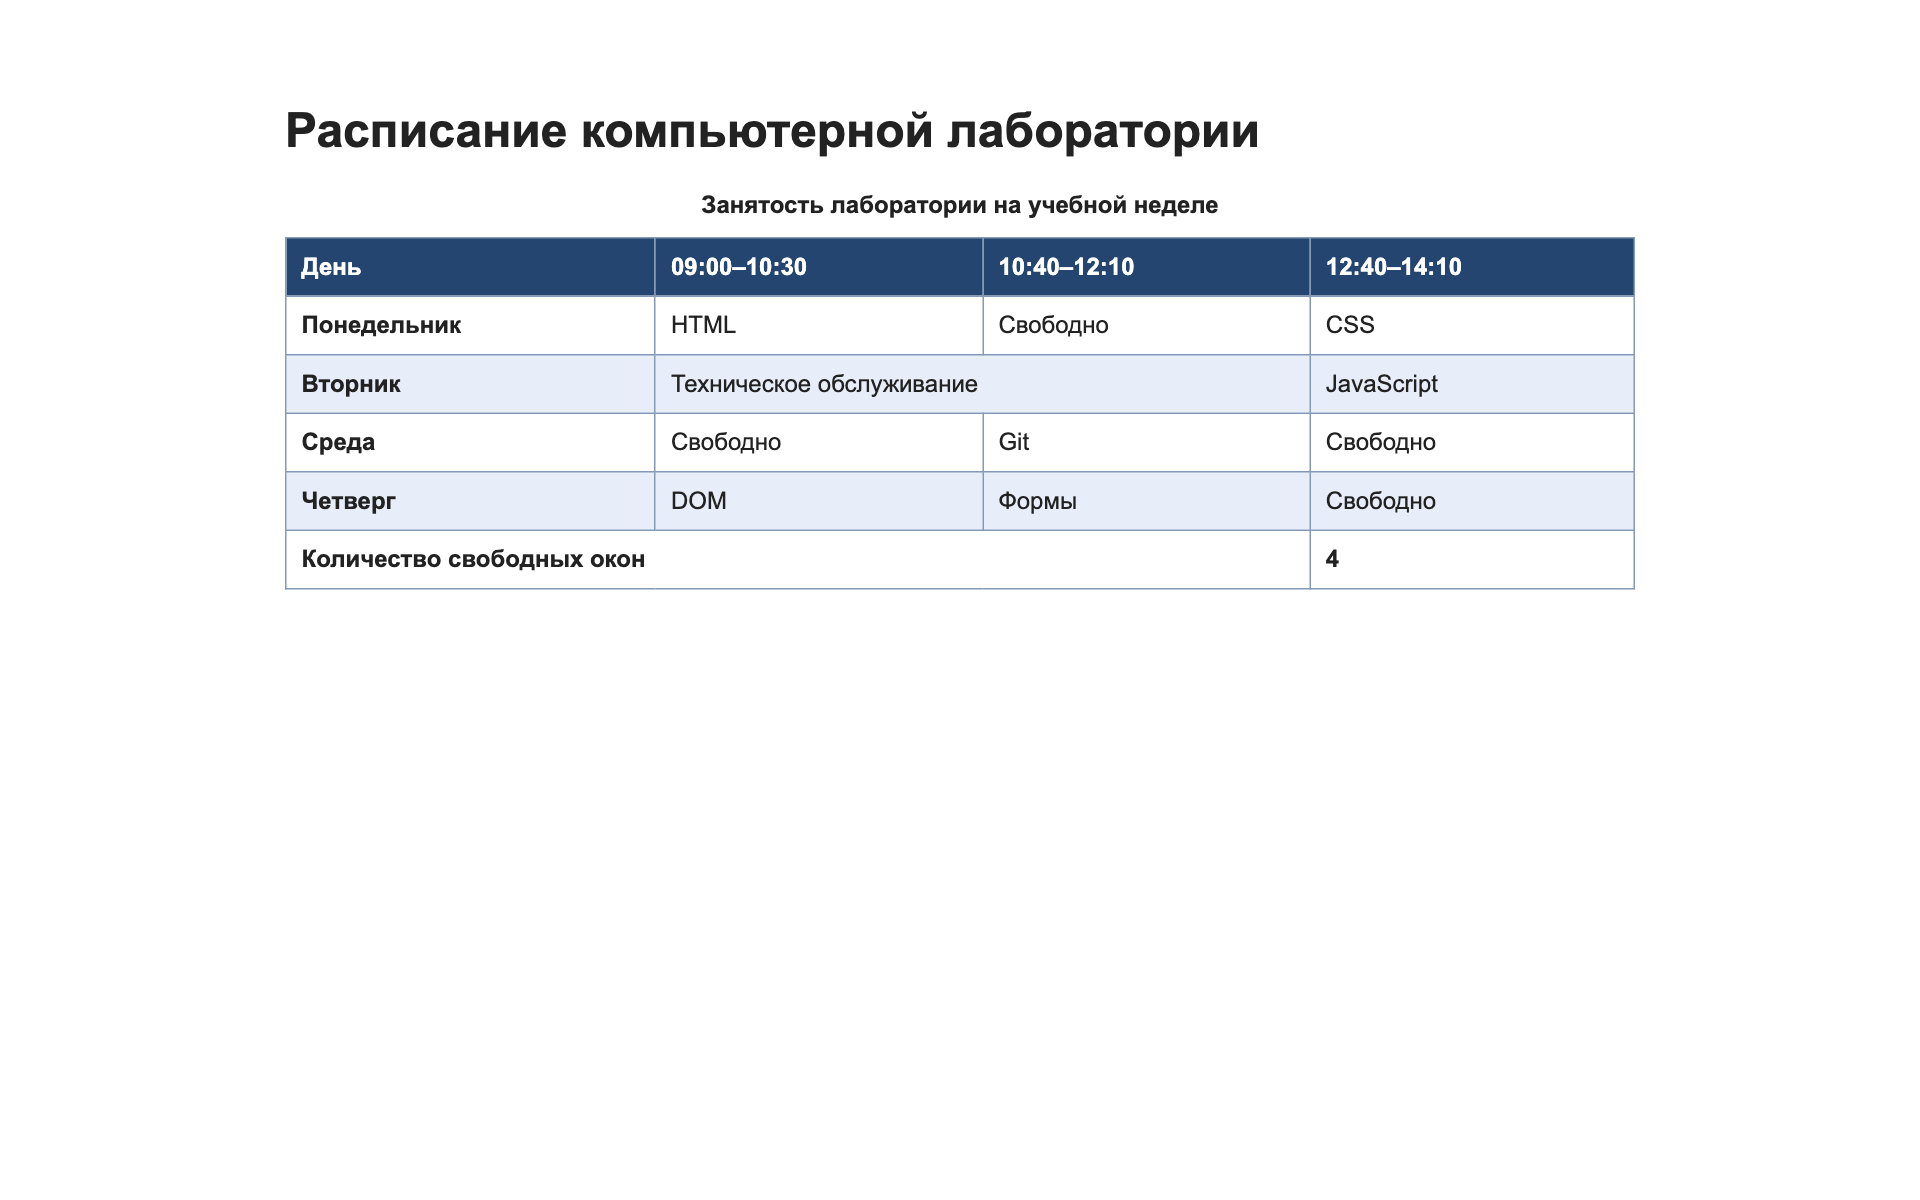 Расписание компьютерной лаборатории
Занятость лаборатории на учебной неделе
День 09:00–10:30 10:40–12:10 12:40–14:10
Понедельник HTML Свободно CSS
Вторник Техническое обслуживание JavaScript
Среда Свободно Git Свободно
Четверг DOM Формы Свободно
Количество свободных окон 4